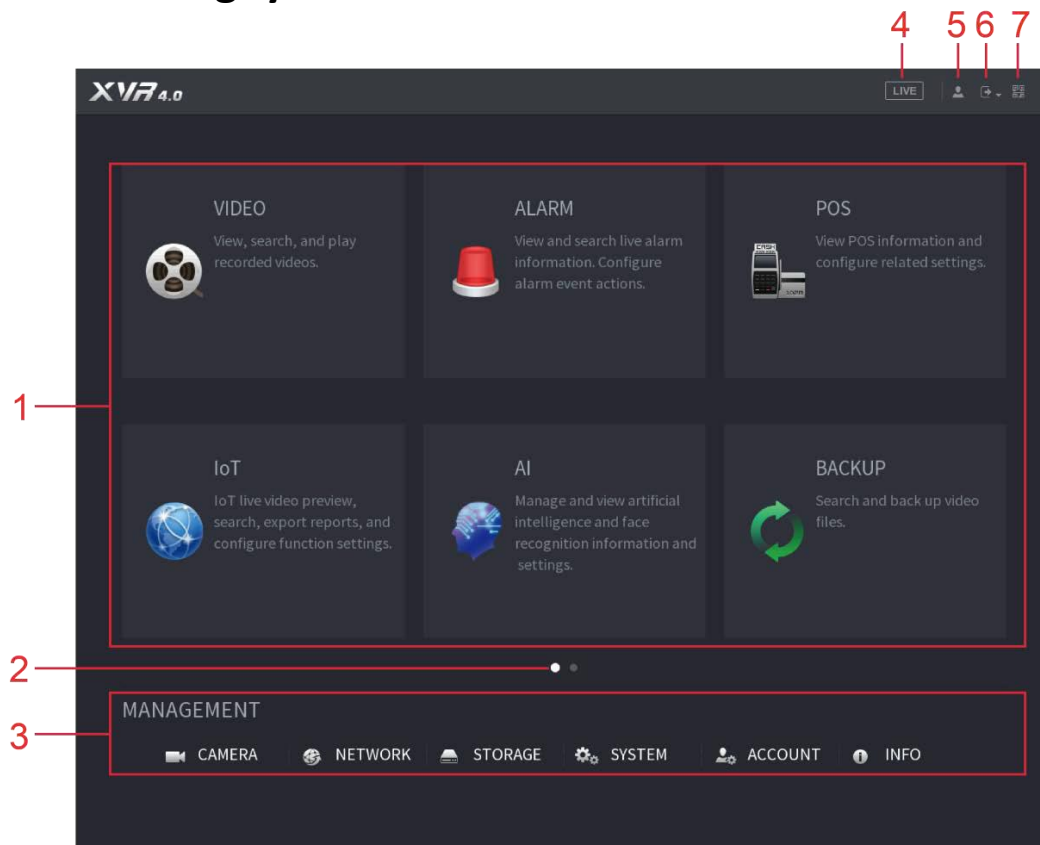 4 5 6 7
XVR 4.0
LIVE
VIDEO
View, search, and play
recorded videos.
ALARM
View and search live alarm
information. Configure
alarm event actions.
POS
View POS information and
configure related settings.
CASH
1
IoT
IoT live video preview,
search, export reports, and
configure function settings.
AI
Manage and view artificial
intelligence and face
recognition information and
settings.
BACKUP
Search and back up video
files.
2
3
MANAGEMENT
CAMERA NETWORK STORAGE SYSTEM ACCOUNT INFO